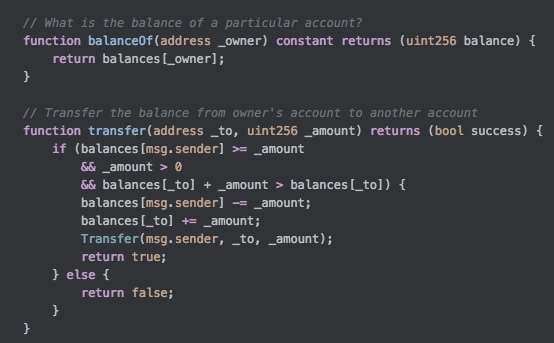 // What is the balance of a particular account?
function balanceOf(address _owner) constant returns (uint256 balance) {
    return balances[_owner];
}

// Transfer the balance from owner's account to another account
function transfer(address _to, uint256 _amount) returns (bool success) {
    if (balances[msg.sender] >= _amount
        && _amount > 0
        && balances[_to] + _amount > balances[_to]) {
        balances[msg.sender] -= _amount;
        balances[_to] += _amount;
        Transfer(msg.sender, _to, _amount);
        return true;
    } else {
        return false;
    }
}